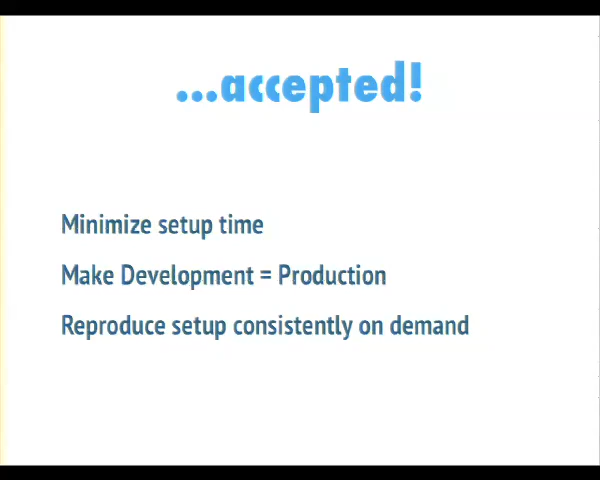 ...accepted!
Minimize setup time
Make Development = Production
Reproduce setup consistently on demand